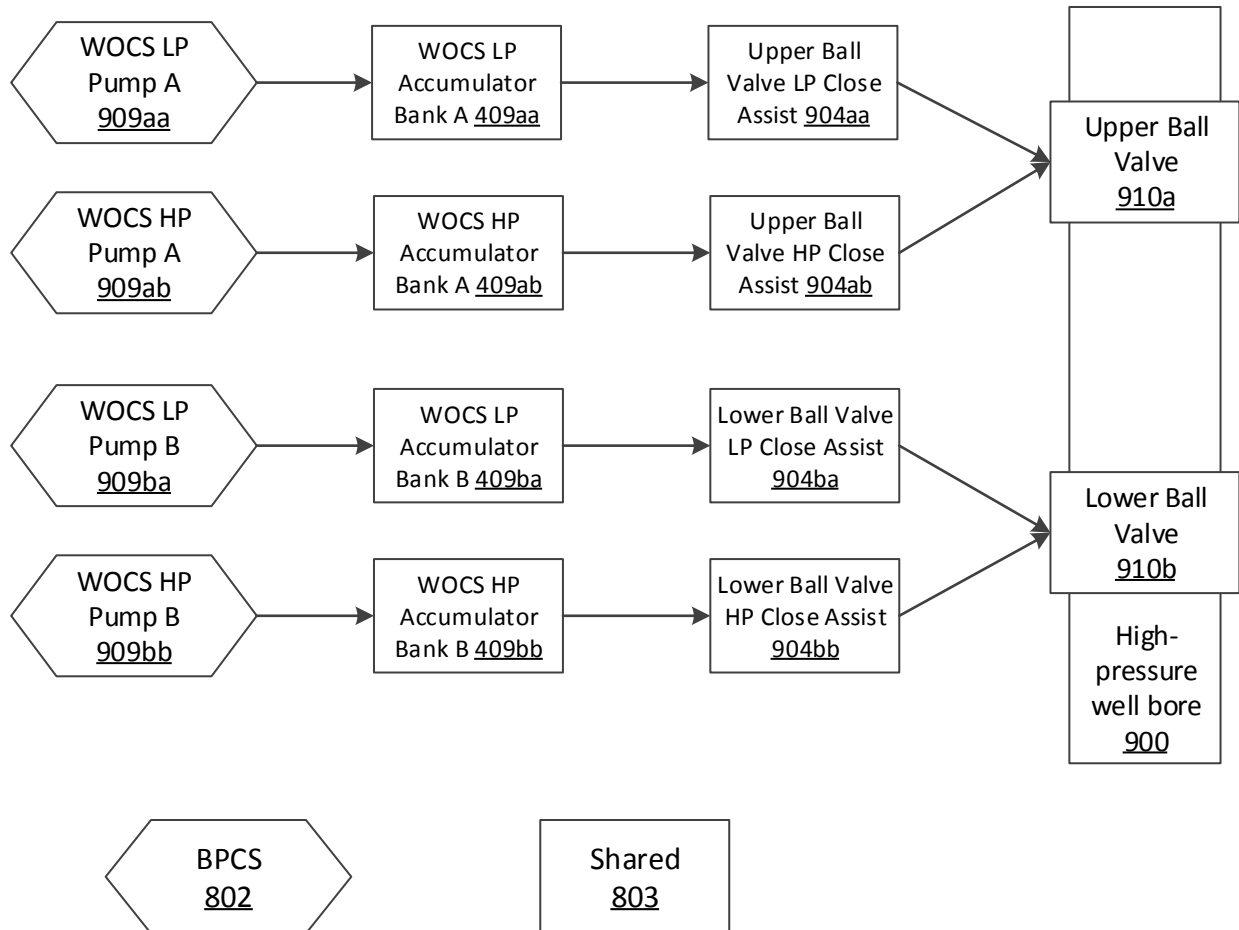 WOCS LP
Pump A
909aa
WOCS LP
Accumulator
Bank A 409aa
Upper Ball
Valve LP Close
Assist 904aa
Upper Ball
Valve
910a
WOCS HP
Pump A
909ab
WOCS HP
Accumulator
Bank A 409ab
Upper Ball
Valve HP Close
Assist 904ab
WOCS LP
Pump B
909ba
WOCS LP
Accumulator
Bank B 409ba
Lower Ball Valve
LP Close Assist
904ba
Lower Ball
Valve
910b
WOCS HP
Pump B
909bb
WOCS HP
Accumulator
Bank B 409bb
Lower Ball Valve
HP Close Assist
904bb
High-
pressure
well bore
900
BPCS
802
Shared
803